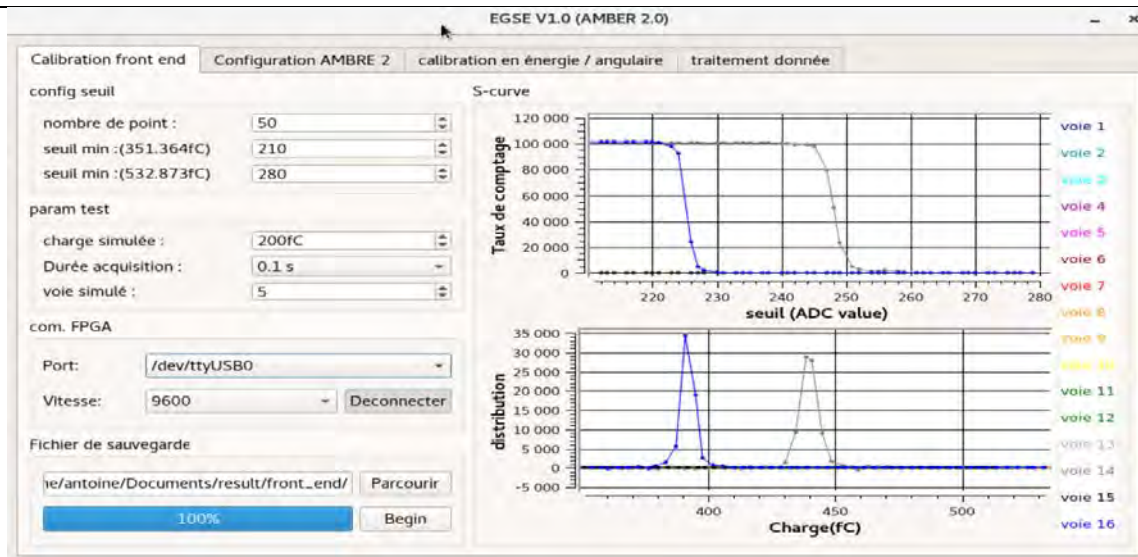 EGSE V1.0 (AMBER 2.0)
Calibration front end
Configuration AMBRE 2
calibration en énergie / angulaire
traitement donnée
config seuil
nombre de point :
50
seuil min :(351.364fC)
210
seuil min :(532.873fC)
280
param test
charge simulée :
200fC
Durée acquisition :
0.1 s
voie simulé :
5
com. FPGA
Port:
/dev/ttyUSB0
Vitesse:
9600
Deconnecter
Fichier de sauvegarde
ne/antoine/Documents/result/front_end/
Parcourir
100%
Begin
S-curve
Taux de comptage
120 000
100 000
80 000
60 000
40 000
20 000
0
220
230
240
250
260
270
280
seuil (ADC value)
distribution
35 000
30 000
25 000
20 000
15 000
10 000
5 000
0
-5 000
400
450
500
Charge(fC)
voie 1
voie 2
voie 4
voie 5
voie 6
voie 7
voie 8
voie 9
voie 11
voie 12
voie 13
voie 14
voie 15
voie 16